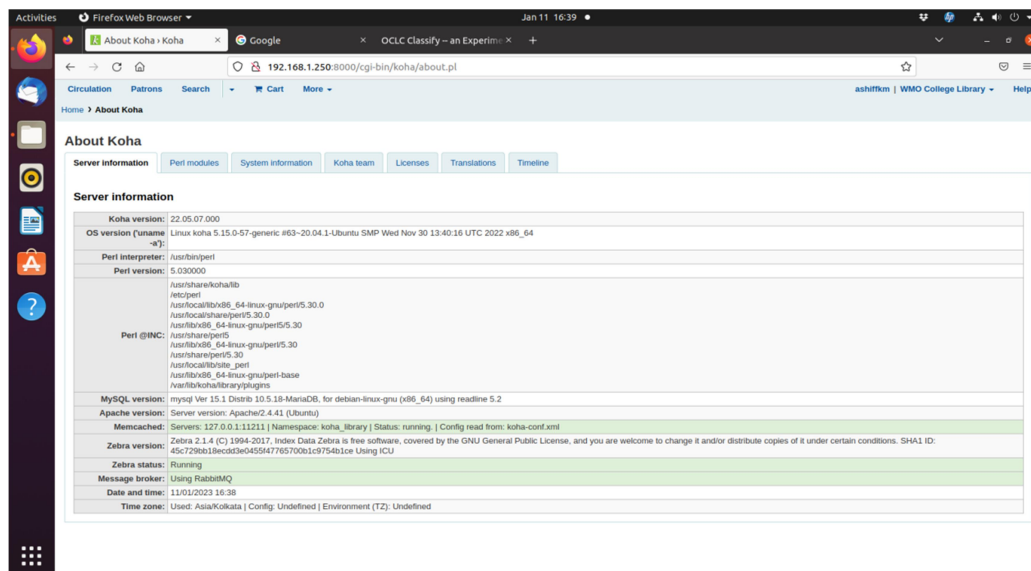 Activities
Firefox Web Browser
Jan 11 16:39
About Koha › Koha
Google
OCLC Classify -- an Experime
192.168.1.250:8000/cgi-bin/koha/about.pl
Circulation Patrons Search Cart More
ashiffkm | WMO College Library
Help
Home › About Koha
About Koha
Server information
Perl modules
System information
Koha team
Licenses
Translations
Timeline
Server information
Koha version: 22.05.07.000
OS version ('uname Linux koha 5.15.0-57-generic #63~20.04.1-Ubuntu SMP Wed Nov 30 13:40:16 UTC 2022 x86_64
-a'):
Perl interpreter: /usr/bin/perl
Perl version: 5.030000
/usr/share/koha/lib
/etc/perl
/usr/local/lib/x86_64-linux-gnu/perl/5.30.0
/usr/local/share/perl/5.30.0
/usr/lib/x86_64-linux-gnu/perl5/5.30
Perl @INC: /usr/share/perl5
/usr/lib/x86_64-linux-gnu/perl/5.30
/usr/share/perl/5.30
/usr/local/lib/site_perl
/usr/lib/x86_64-linux-gnu/perl-base
/var/lib/koha/library/plugins
MySQL version: mysql Ver 15.1 Distrib 10.5.18-MariaDB, for debian-linux-gnu (x86_64) using readline 5.2
Apache version: Server version: Apache/2.4.41 (Ubuntu)
Memcached: Servers: 127.0.0.1:11211 | Namespace: koha_library | Status: running. | Config read from: koha-conf.xml
Zebra version: Zebra 2.1.4 (C) 1994-2017, Index Data Zebra is free software, covered by the GNU General Public License, and you are welcome to change it and/or distribute copies of it under certain conditions. SHA1 ID:
45c729bb18ecdd3e0455f47765700b1c9754b1ce Using ICU
Zebra status: Running
Message broker: Using RabbitMQ
Date and time: 11/01/2023 16:38
Time zone: Used: Asia/Kolkata | Config: Undefined | Environment (TZ): Undefined